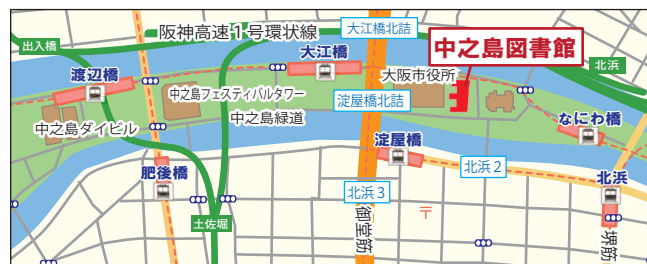 阪神高速1号環状線
大江橋北詰
中之島図書館
出入橋
大江橋
北浜
渡辺橋
大阪市役所
中之島フェスティバルタワー
淀屋橋北詰
なにわ橋
中之島ダイビル
中之島緑道
淀屋橋
肥後橋
北浜2
北浜
北浜3
土佐堀
〒
御堂筋
堺筋